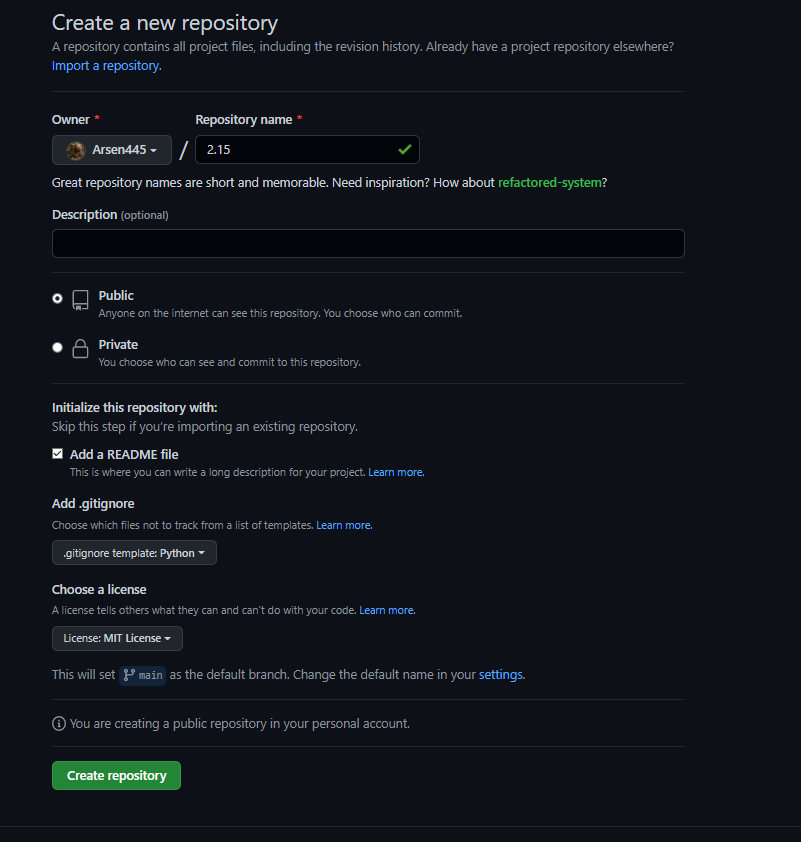 Create a new repository
A repository contains all project files, including the revision history. Already have a project repository elsewhere?
Import a repository.
Owner * Repository name *
Arsen445 / 2.15
Great repository names are short and memorable. Need inspiration? How about refactored-system?
Description (optional)
Public
Anyone on the internet can see this repository. You choose who can commit.
Private
You choose who can see and commit to this repository.
Initialize this repository with:
Skip this step if you're importing an existing repository.
Add a README file
This is where you can write a long description for your project. Learn more.
Add .gitignore
Choose which files not to track from a list of templates. Learn more.
.gitignore template: Python
Choose a license
A license tells others what they can and can't do with your code. Learn more.
License: MIT License
This will set main as the default branch. Change the default name in your settings.
You are creating a public repository in your personal account.
Create repository